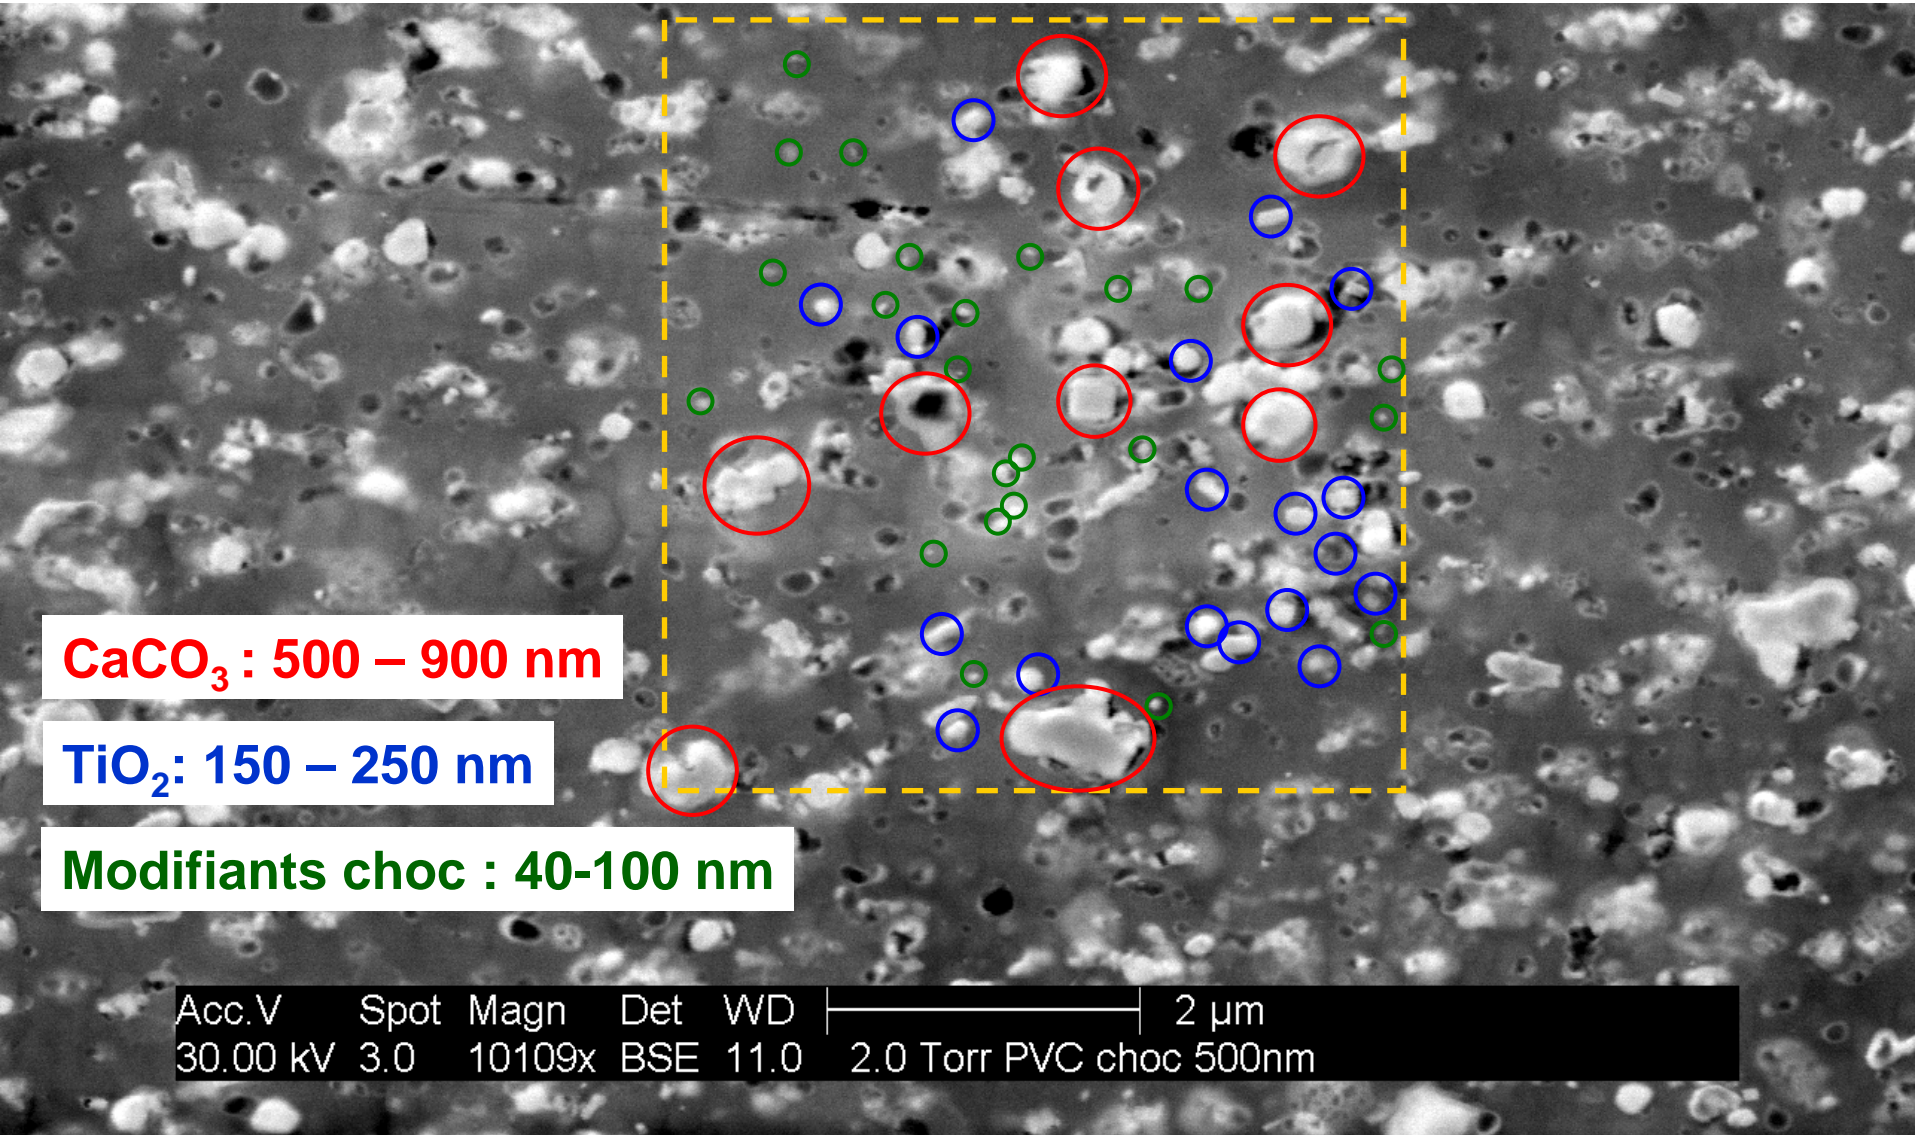 CaCO₃ : 500 – 900 nm
TiO₂: 150 – 250 nm
Modifiants choc : 40-100 nm
Acc.V Spot Magn Det WD 2 µm
30.00 kV 3.0 10109x BSE 11.0 2.0 Torr PVC choc 500nm